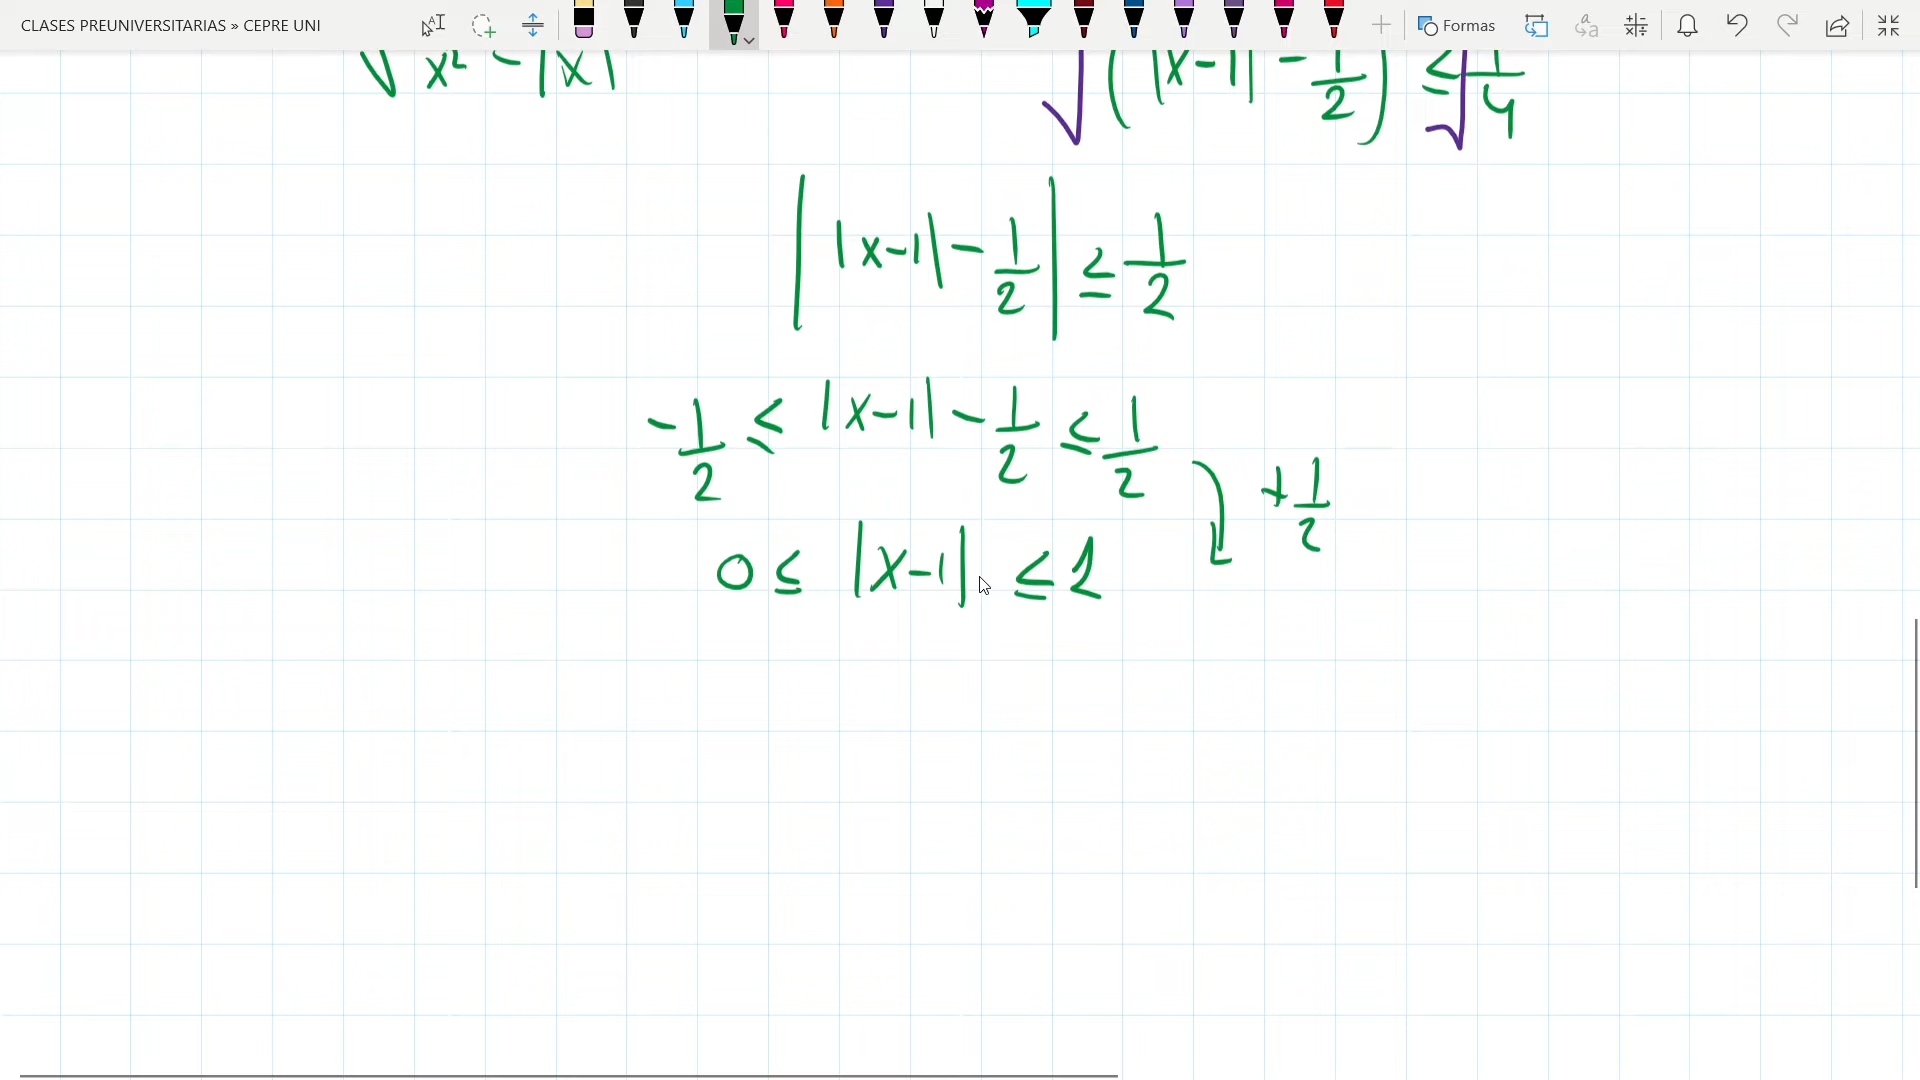 CLASES PREUNIVERSITARIAS » CEPRE UNI
Formas
√ x² - |x|
√(|x-1| - 1/2) ≤ √1/4
| |x-1| - 1/2 | ≤ 1/2
-1/2 ≤ |x-1| - 1/2 ≤ 1/2
+1/2
0 ≤ |x-1| ≤ 1